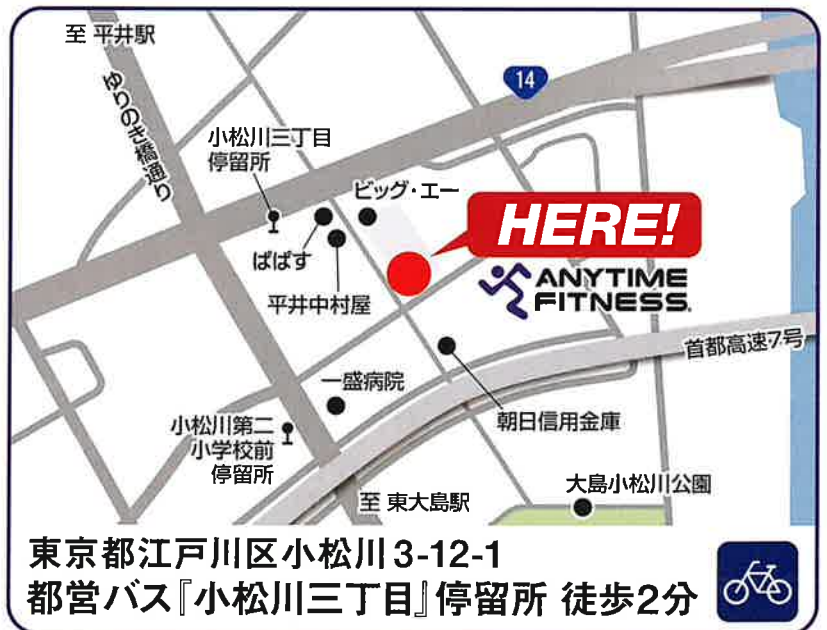 至 平井駅
ゆりのき橋通り
14
小松川三丁目
停留所
ビッグ・エー
HERE!
ぱぱす
平井中村屋
ANYTIME
FITNESS.
首都高速7号
一盛病院
朝日信用金庫
小松川第二
小学校前
停留所
至 東大島駅
大島小松川公園
東京都江戸川区小松川3-12-1
都営バス『小松川三丁目』停留所 徒歩2分